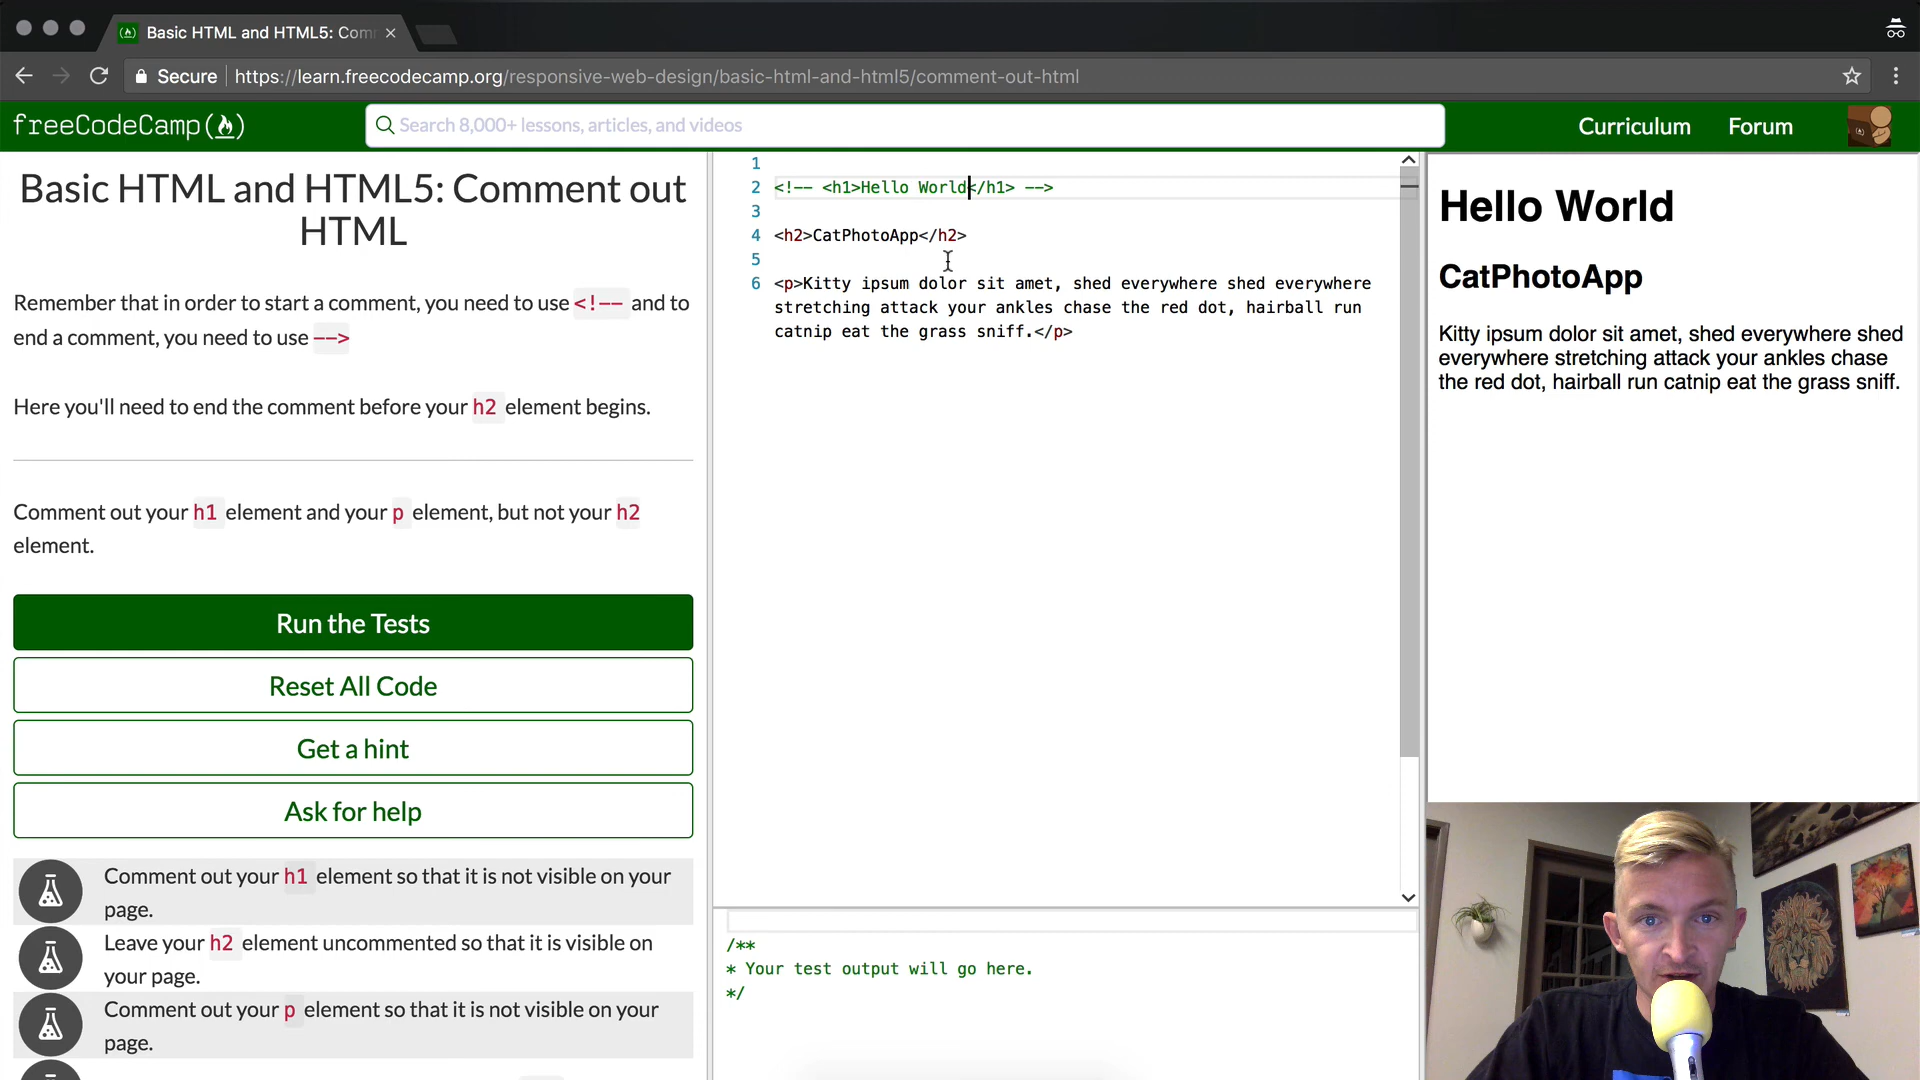 Basic HTML and HTML5: Com
Secure
https://learn.freecodecamp.org/responsive-web-design/basic-html-and-html5/comment-out-html
freeCodeCamp
Search 8,000+ lessons, articles, and videos
Curriculum
Forum
Basic HTML and HTML5: Comment out
HTML
Remember that in order to start a comment, you need to use <!-- and to
end a comment, you need to use -->
Here you'll need to end the comment before your h2 element begins.
Comment out your h1 element and your p element, but not your h2
element.
Run the Tests
Reset All Code
Get a hint
Ask for help
Comment out your h1 element so that it is not visible on your
page.
Leave your h2 element uncommented so that it is visible on
your page.
Comment out your p element so that it is not visible on your
page.
1
2 <!-- <h1>Hello World</h1> -->
3
4 <h2>CatPhotoApp</h2>
5
6 <p>Kitty ipsum dolor sit amet, shed everywhere shed everywhere
stretching attack your ankles chase the red dot, hairball run
catnip eat the grass sniff.</p>
/**
* Your test output will go here.
*/
Hello World
CatPhotoApp
Kitty ipsum dolor sit amet, shed everywhere shed
everywhere stretching attack your ankles chase
the red dot, hairball run catnip eat the grass sniff.